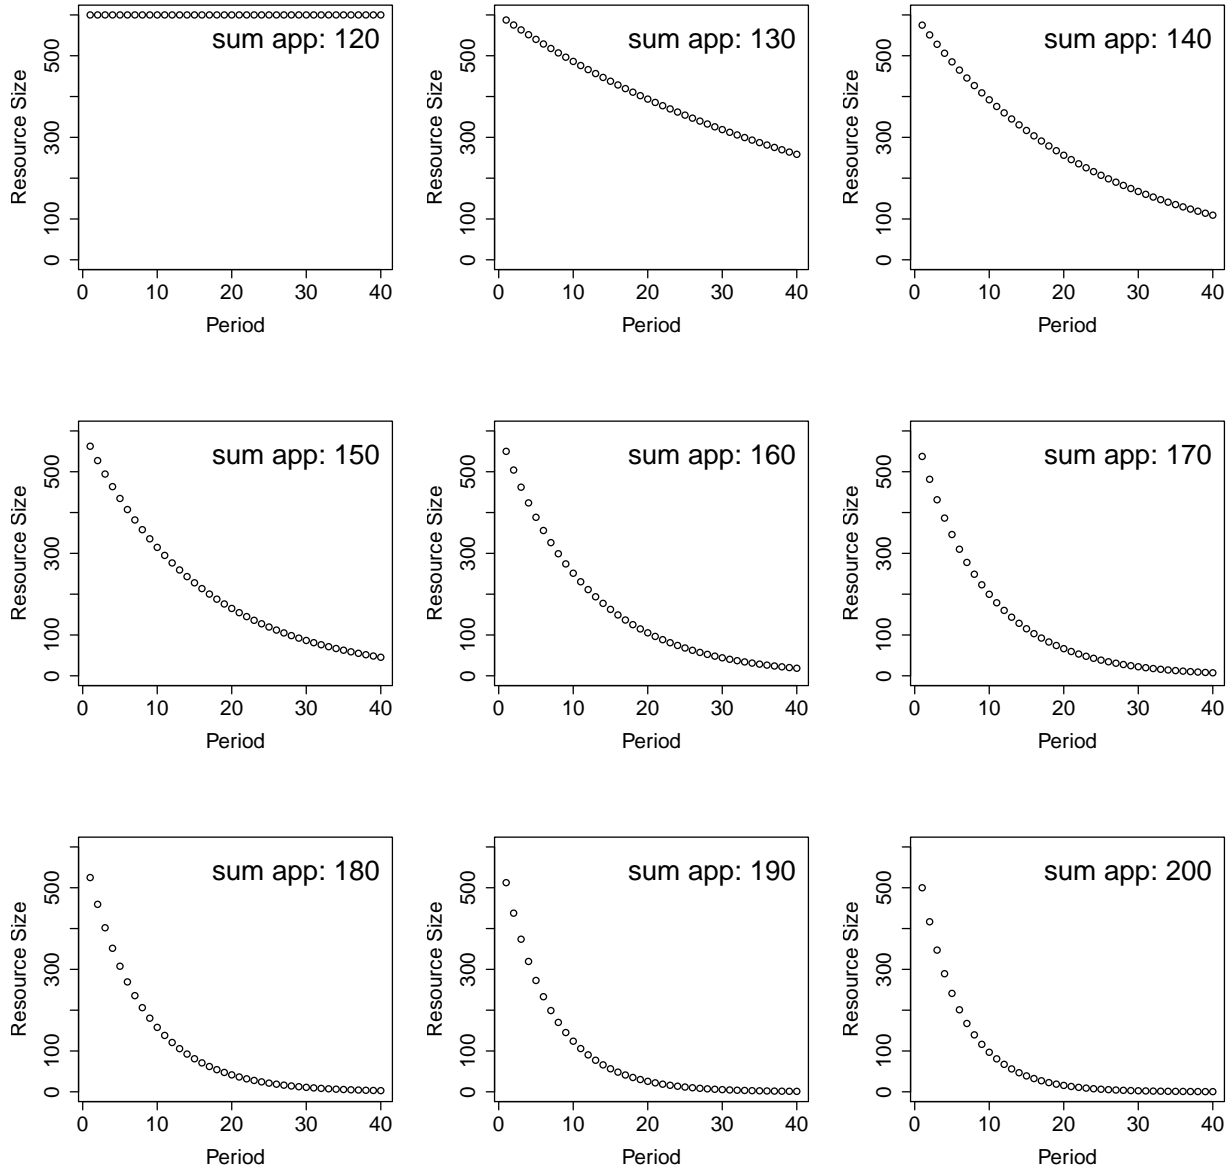 sum app: 120
Resource Size
0 100 300 500
0 10 20 30 40
Period
sum app: 130
Resource Size
0 100 300 500
0 10 20 30 40
Period
sum app: 140
Resource Size
0 100 300 500
0 10 20 30 40
Period
sum app: 150
Resource Size
0 100 300 500
0 10 20 30 40
Period
sum app: 160
Resource Size
0 100 300 500
0 10 20 30 40
Period
sum app: 170
Resource Size
0 100 300 500
0 10 20 30 40
Period
sum app: 180
Resource Size
0 100 300 500
0 10 20 30 40
Period
sum app: 190
Resource Size
0 100 300 500
0 10 20 30 40
Period
sum app: 200
Resource Size
0 100 300 500
0 10 20 30 40
Period